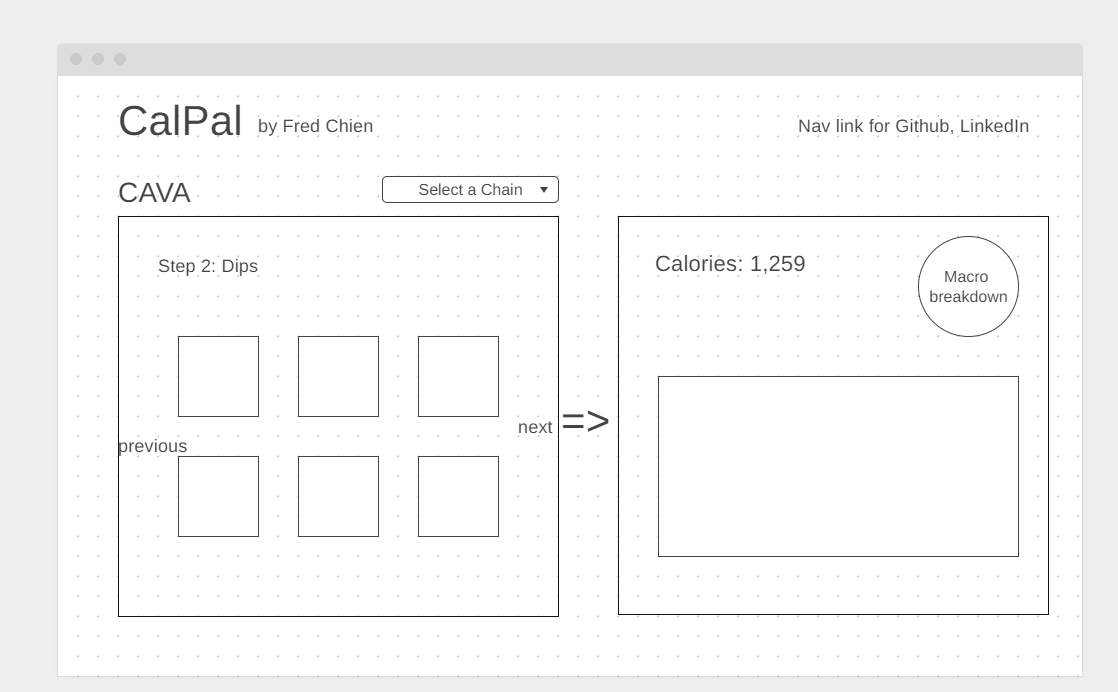 CalPal by Fred Chien
Nav link for Github, LinkedIn
CAVA
Select a Chain
Step 2: Dips
previous
next
=>
Calories: 1,259
Macro
breakdown